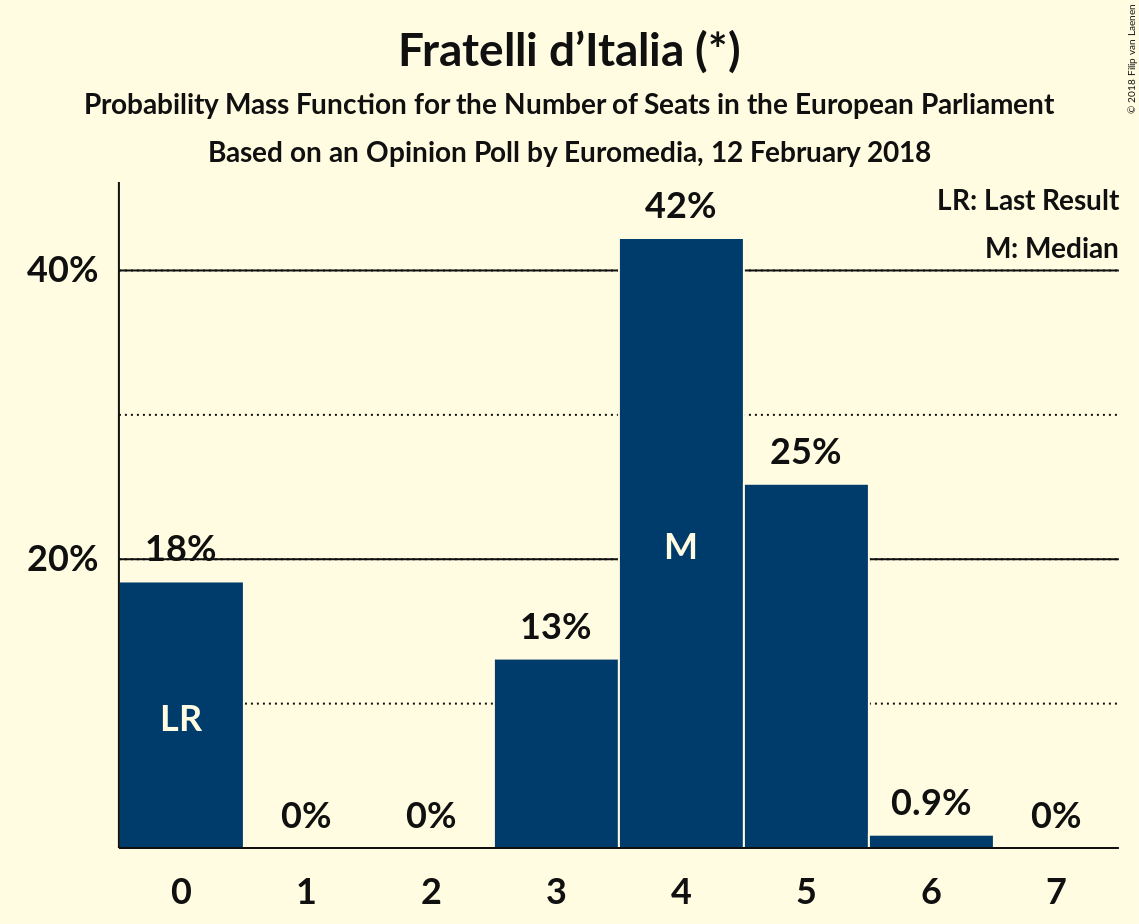 Fratelli d’Italia (*)
Probability Mass Function for the Number of Seats in the European Parliament
Based on an Opinion Poll by Euromedia, 12 February 2018
© 2018 Filip van Laenen
LR: Last Result
M: Median
40%
20%
18%
0%
0%
13%
42%
25%
0.9%
0%
LR
M
0 1 2 3 4 5 6 7